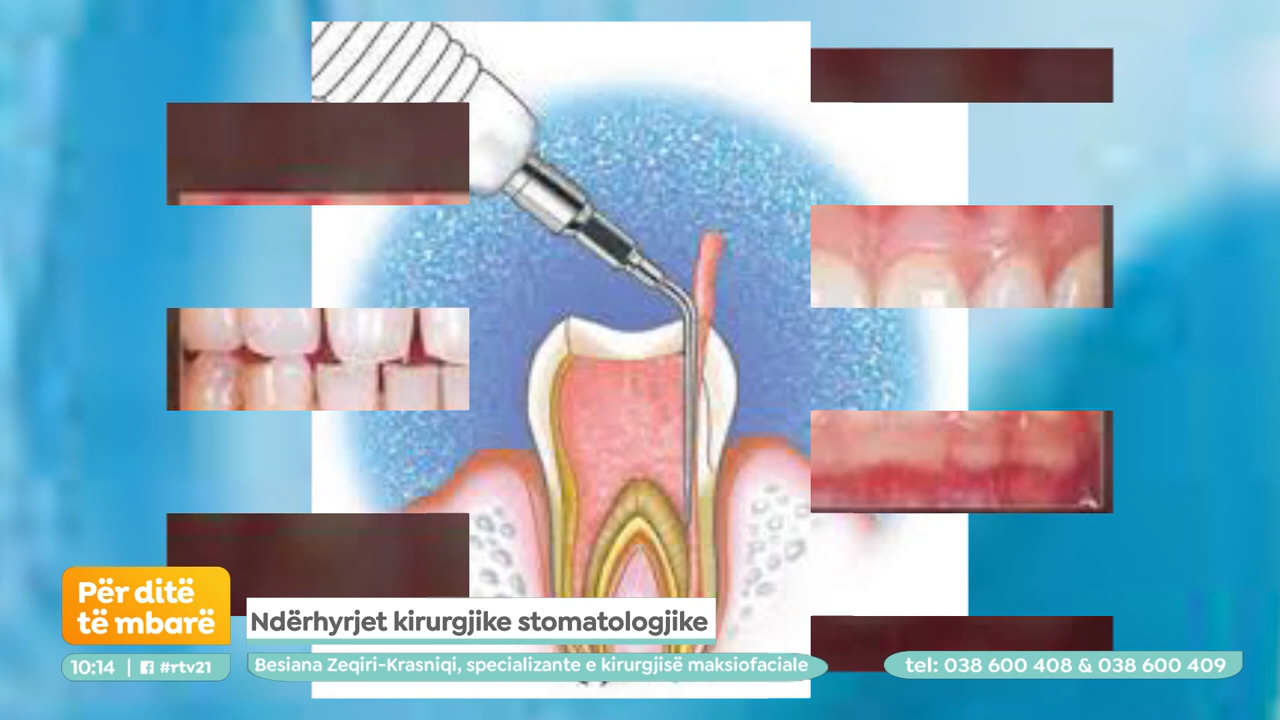 Për ditë
të mbarë
Ndërhyrjet kirurgjike stomatologjike
10:14 | #rtv21
Besiana Zeqiri-Krasniqi, specializante e kirurgjisë maksiofaciale
tel: 038 600 408 & 038 600 409